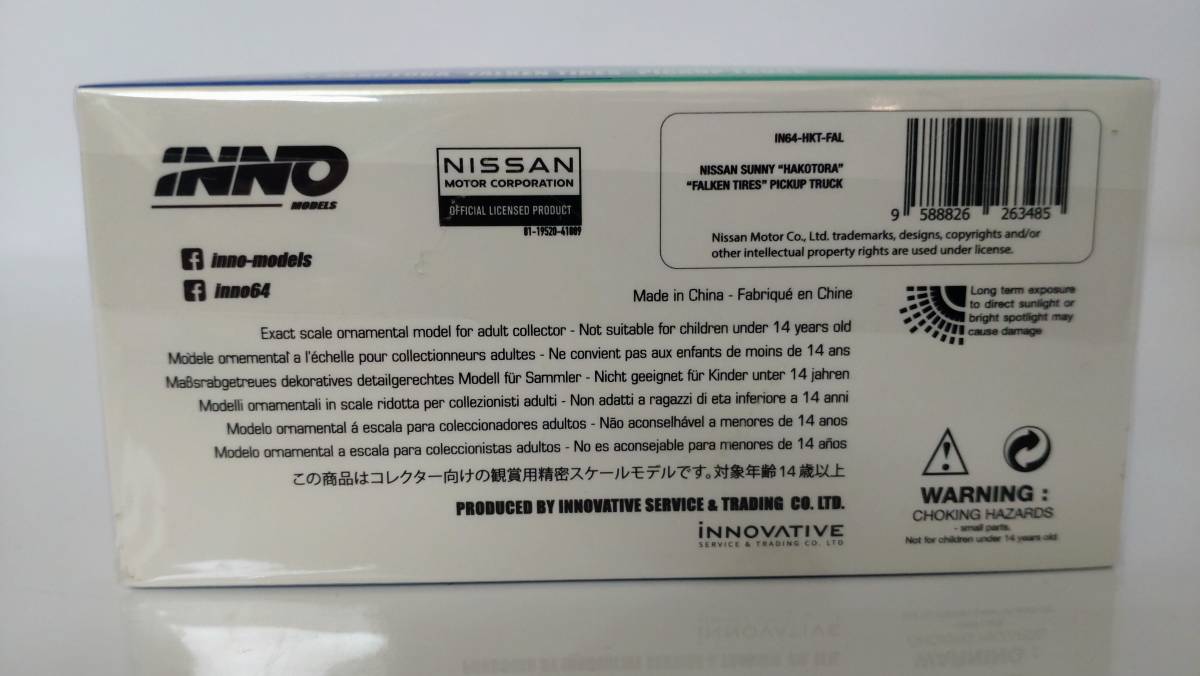 INNO
MODELS
NISSAN
MOTOR CORPORATION
OFFICIAL LICENSED PRODUCT
01-19520-41009
inno-models
inno64
IN64-HKT-FAL
NISSAN SUNNY "HAKOTORA"
"FALKEN TIRES" PICKUP TRUCK
9 588826 263485
Nissan Motor Co., Ltd. trademarks, designs, copyrights and/or
other intellectual property rights are used under license.
Made in China - Fabriqué en Chine
Long term exposure
to direct sunlight or
bright spotlight may
cause damage
Exact scale ornamental model for adult collector - Not suitable for children under 14 years old
Modèle ornemental a l'échelle pour collectionneurs adultes - Ne convient pas aux enfants de moins de 14 ans
Maßsrabgetreues dekoratives detailgerechtes Modell für Sammler - Nicht geeignet für Kinder unter 14 jahren
Modelli ornamentali in scale ridotta per collezionisti adulti - Non adatti a ragazzi di eta inferiore a 14 anni
Modelo ornamental á escala para coleccionadores adultos - Não aconselhável a menores de 14 anos
Modelo ornamental a escala para coleccionistas adultos - No es aconsejable para menores de 14 años
この商品はコレクター向けの観賞用精密スケールモデルです。対象年齢14歳以上
PRODUCED BY INNOVATIVE SERVICE & TRADING CO. LTD.
INNOVATIVE
SERVICE & TRADING CO. LTD
WARNING :
CHOKING HAZARDS
- small parts.
Not for children under 14 years old